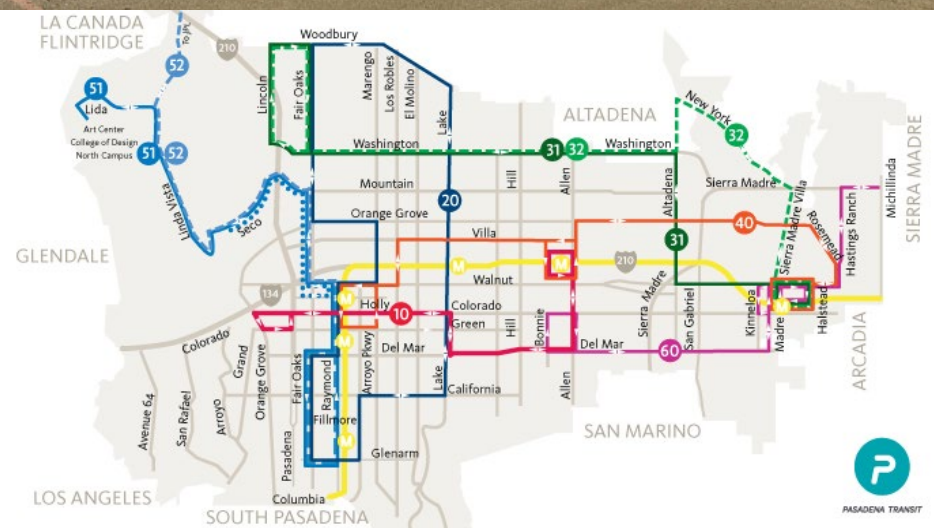 LA CANADA
FLINTRIDGE
To JPL
52
210
Woodbury
51
Lida
Art Center
College of Design
North Campus
51
52
Lincoln
Fair Oaks
Marengo
Los Robles
El Molino
Lake
ALTADENA
New York
32
Washington
31
32
Washington
SIERRA MADRE
Linda Vista
Seco
Mountain
Hill
Allen
Altadena
Sierra Madre
Michillinda
20
Orange Grove
40
31
Sierra Madre Villa
Rosemead
Hastings Ranch
GLENDALE
Villa
M
M
210
Walnut
134
M
Holly
10
Colorado
Green
Hill
Bonnie
Sierra Madre
San Gabriel
Kinneloa
M
Madre
Halstead
Colorado
Grand
Orange Grove
M
Arroyo Pkwy
Del Mar
Del Mar
60
ARCADIA
Fair Oaks
Raymond
Lake
California
Allen
Avenue 64
San Rafael
Arroyo
Fillmore
M
SAN MARINO
Pasadena
Glenarm
LOS ANGELES
Columbia
SOUTH PASADENA
P
PASADENA TRANSIT